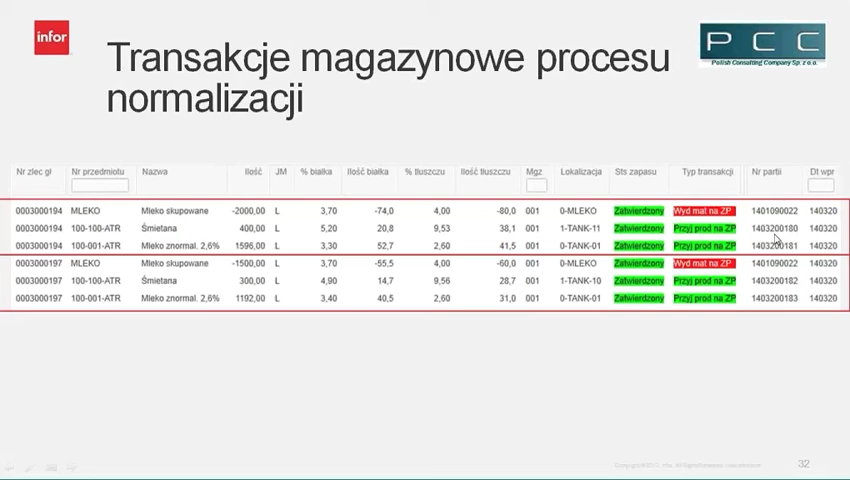 infor
PCC
Polish Consulting Company Sp. z o.o.
Transakcje magazynowe procesu
normalizacji
Nr zlec gł Nr przedmiotu Nazwa Ilość JM % białka Ilość białka % tłuszczu Ilość tłuszczu Mgz Lokalizacja Sts zapasu Typ transakcji Nr partii Dt wpr
0003000194 MLEKO Mleko skupowane -2000,00 L 3,70 -74,0 4,00 -80,0 001 0-MLEKO Zatwierdzony Wyd mat na ZP 1401090022 140320
0003000194 100-100-ATR Śmietana 400,00 L 5,20 20,8 9,53 38,1 001 1-TANK-11 Zatwierdzony Przyj prod na ZP 1403200180 140320
0003000194 100-001-ATR Mleko znormal. 2,6% 1596,00 L 3,30 52,7 2,60 41,5 001 0-TANK-01 Zatwierdzony Przyj prod na ZP 1403200181 140320
0003000197 MLEKO Mleko skupowane -1500,00 L 3,70 -55,5 4,00 -60,0 001 0-MLEKO Zatwierdzony Wyd mat na ZP 1401090022 140320
0003000197 100-100-ATR Śmietana 300,00 L 4,90 14,7 9,56 28,7 001 1-TANK-10 Zatwierdzony Przyj prod na ZP 1403200182 140320
0003000197 100-001-ATR Mleko znormal. 2,6% 1192,00 L 3,40 40,5 2,60 31,0 001 0-TANK-01 Zatwierdzony Przyj prod na ZP 1403200183 140320
32